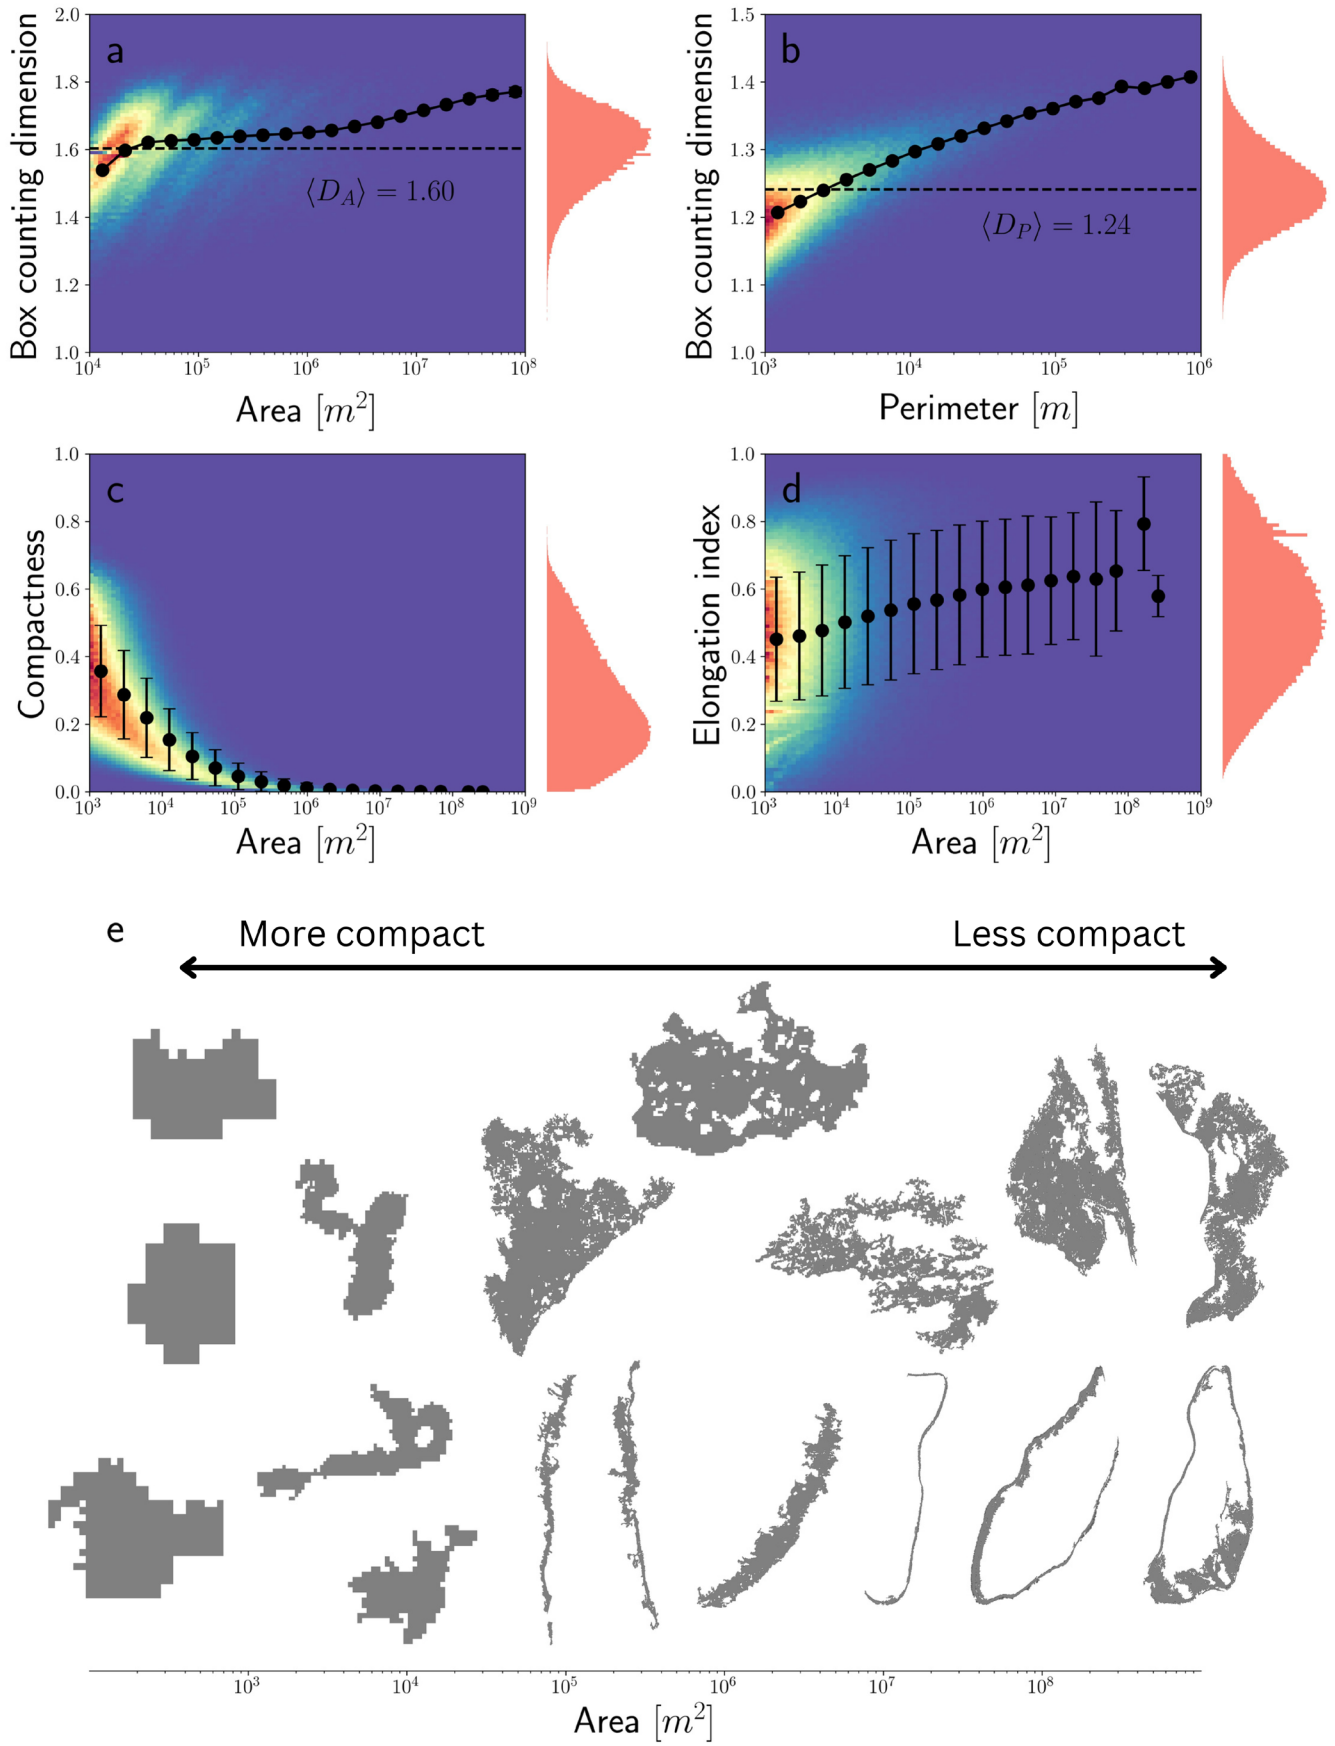 a
Box counting dimension
2.0
1.8
1.6
1.4
1.2
1.0
⟨D_A⟩ = 1.60
10^4
10^5
10^6
10^7
10^8
Area [m^2]
b
Box counting dimension
1.5
1.4
1.3
1.2
1.1
1.0
⟨D_P⟩ = 1.24
10^3
10^4
10^5
10^6
Perimeter [m]
c
Compactness
1.0
0.8
0.6
0.4
0.2
0.0
10^3
10^4
10^5
10^6
10^7
10^8
10^9
Area [m^2]
d
Elongation index
1.0
0.8
0.6
0.4
0.2
0.0
10^3
10^4
10^5
10^6
10^7
10^8
10^9
Area [m^2]
e
More compact
Less compact
10^3
10^4
10^5
10^6
10^7
10^8
Area [m^2]